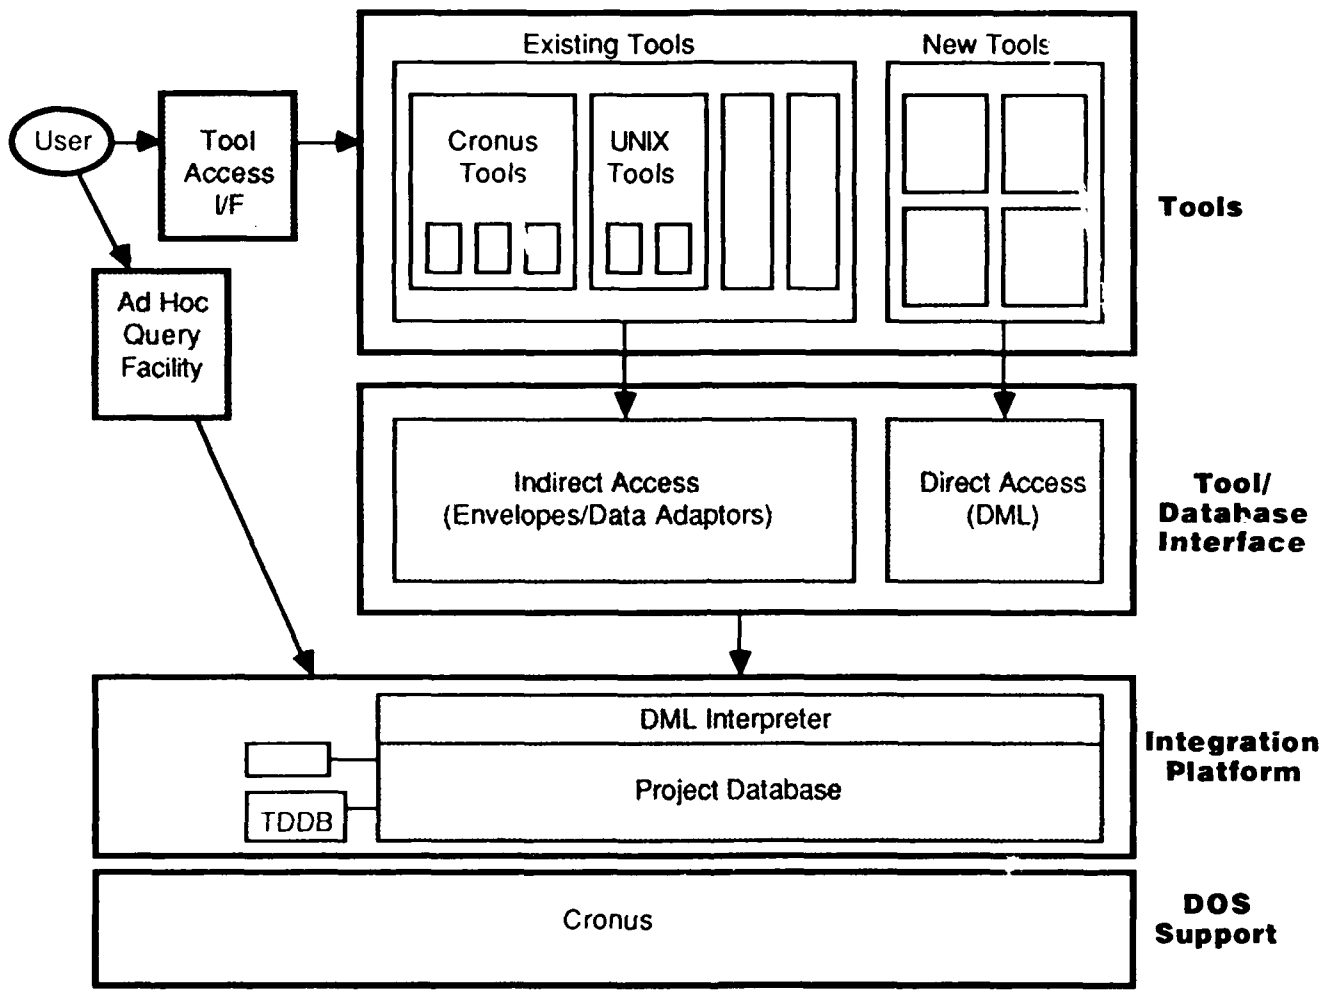 Existing Tools
New Tools
User
Tool
Access
I/F
Cronus
Tools
UNIX
Tools
Tools
Ad Hoc
Query
Facility
Indirect Access
(Envelopes/Data Adaptors)
Direct Access
(DML)
Tool/
Database
Interface
DML Interpreter
Project Database
TDDB
Integration
Platform
Cronus
DOS
Support